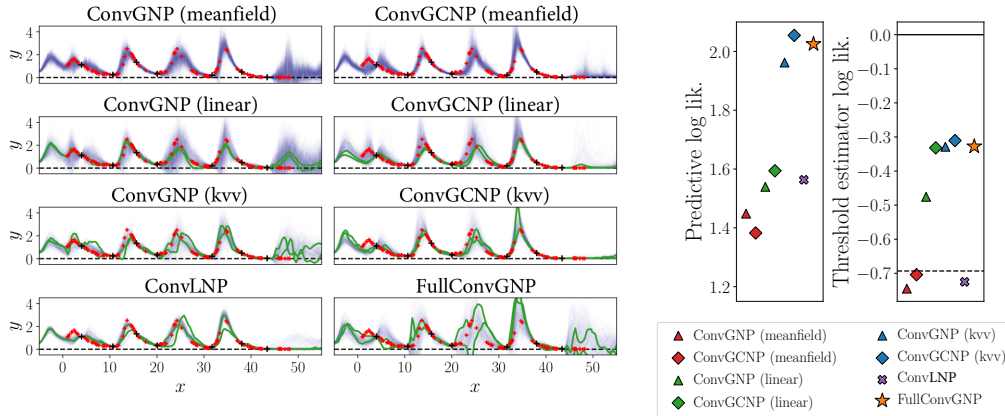 ConvGNP (meanfield)
ConvGCNP (meanfield)
y
4
2
0
ConvGNP (linear)
ConvGCNP (linear)
y
4
2
0
ConvGNP (kvv)
ConvGCNP (kvv)
y
4
2
0
ConvLNP
FullConvGNP
y
4
2
0
0 10 20 30 40 50
0 10 20 30 40 50
x
x
Predictive log lik.
2.0
1.8
1.6
1.4
1.2
Threshold estimator log lik.
0.0
−0.1
−0.2
−0.3
−0.4
−0.5
−0.6
−0.7
ConvGNP (meanfield)
ConvGCNP (meanfield)
ConvGNP (linear)
ConvGCNP (linear)
ConvGNP (kvv)
ConvGCNP (kvv)
ConvLNP
FullConvGNP